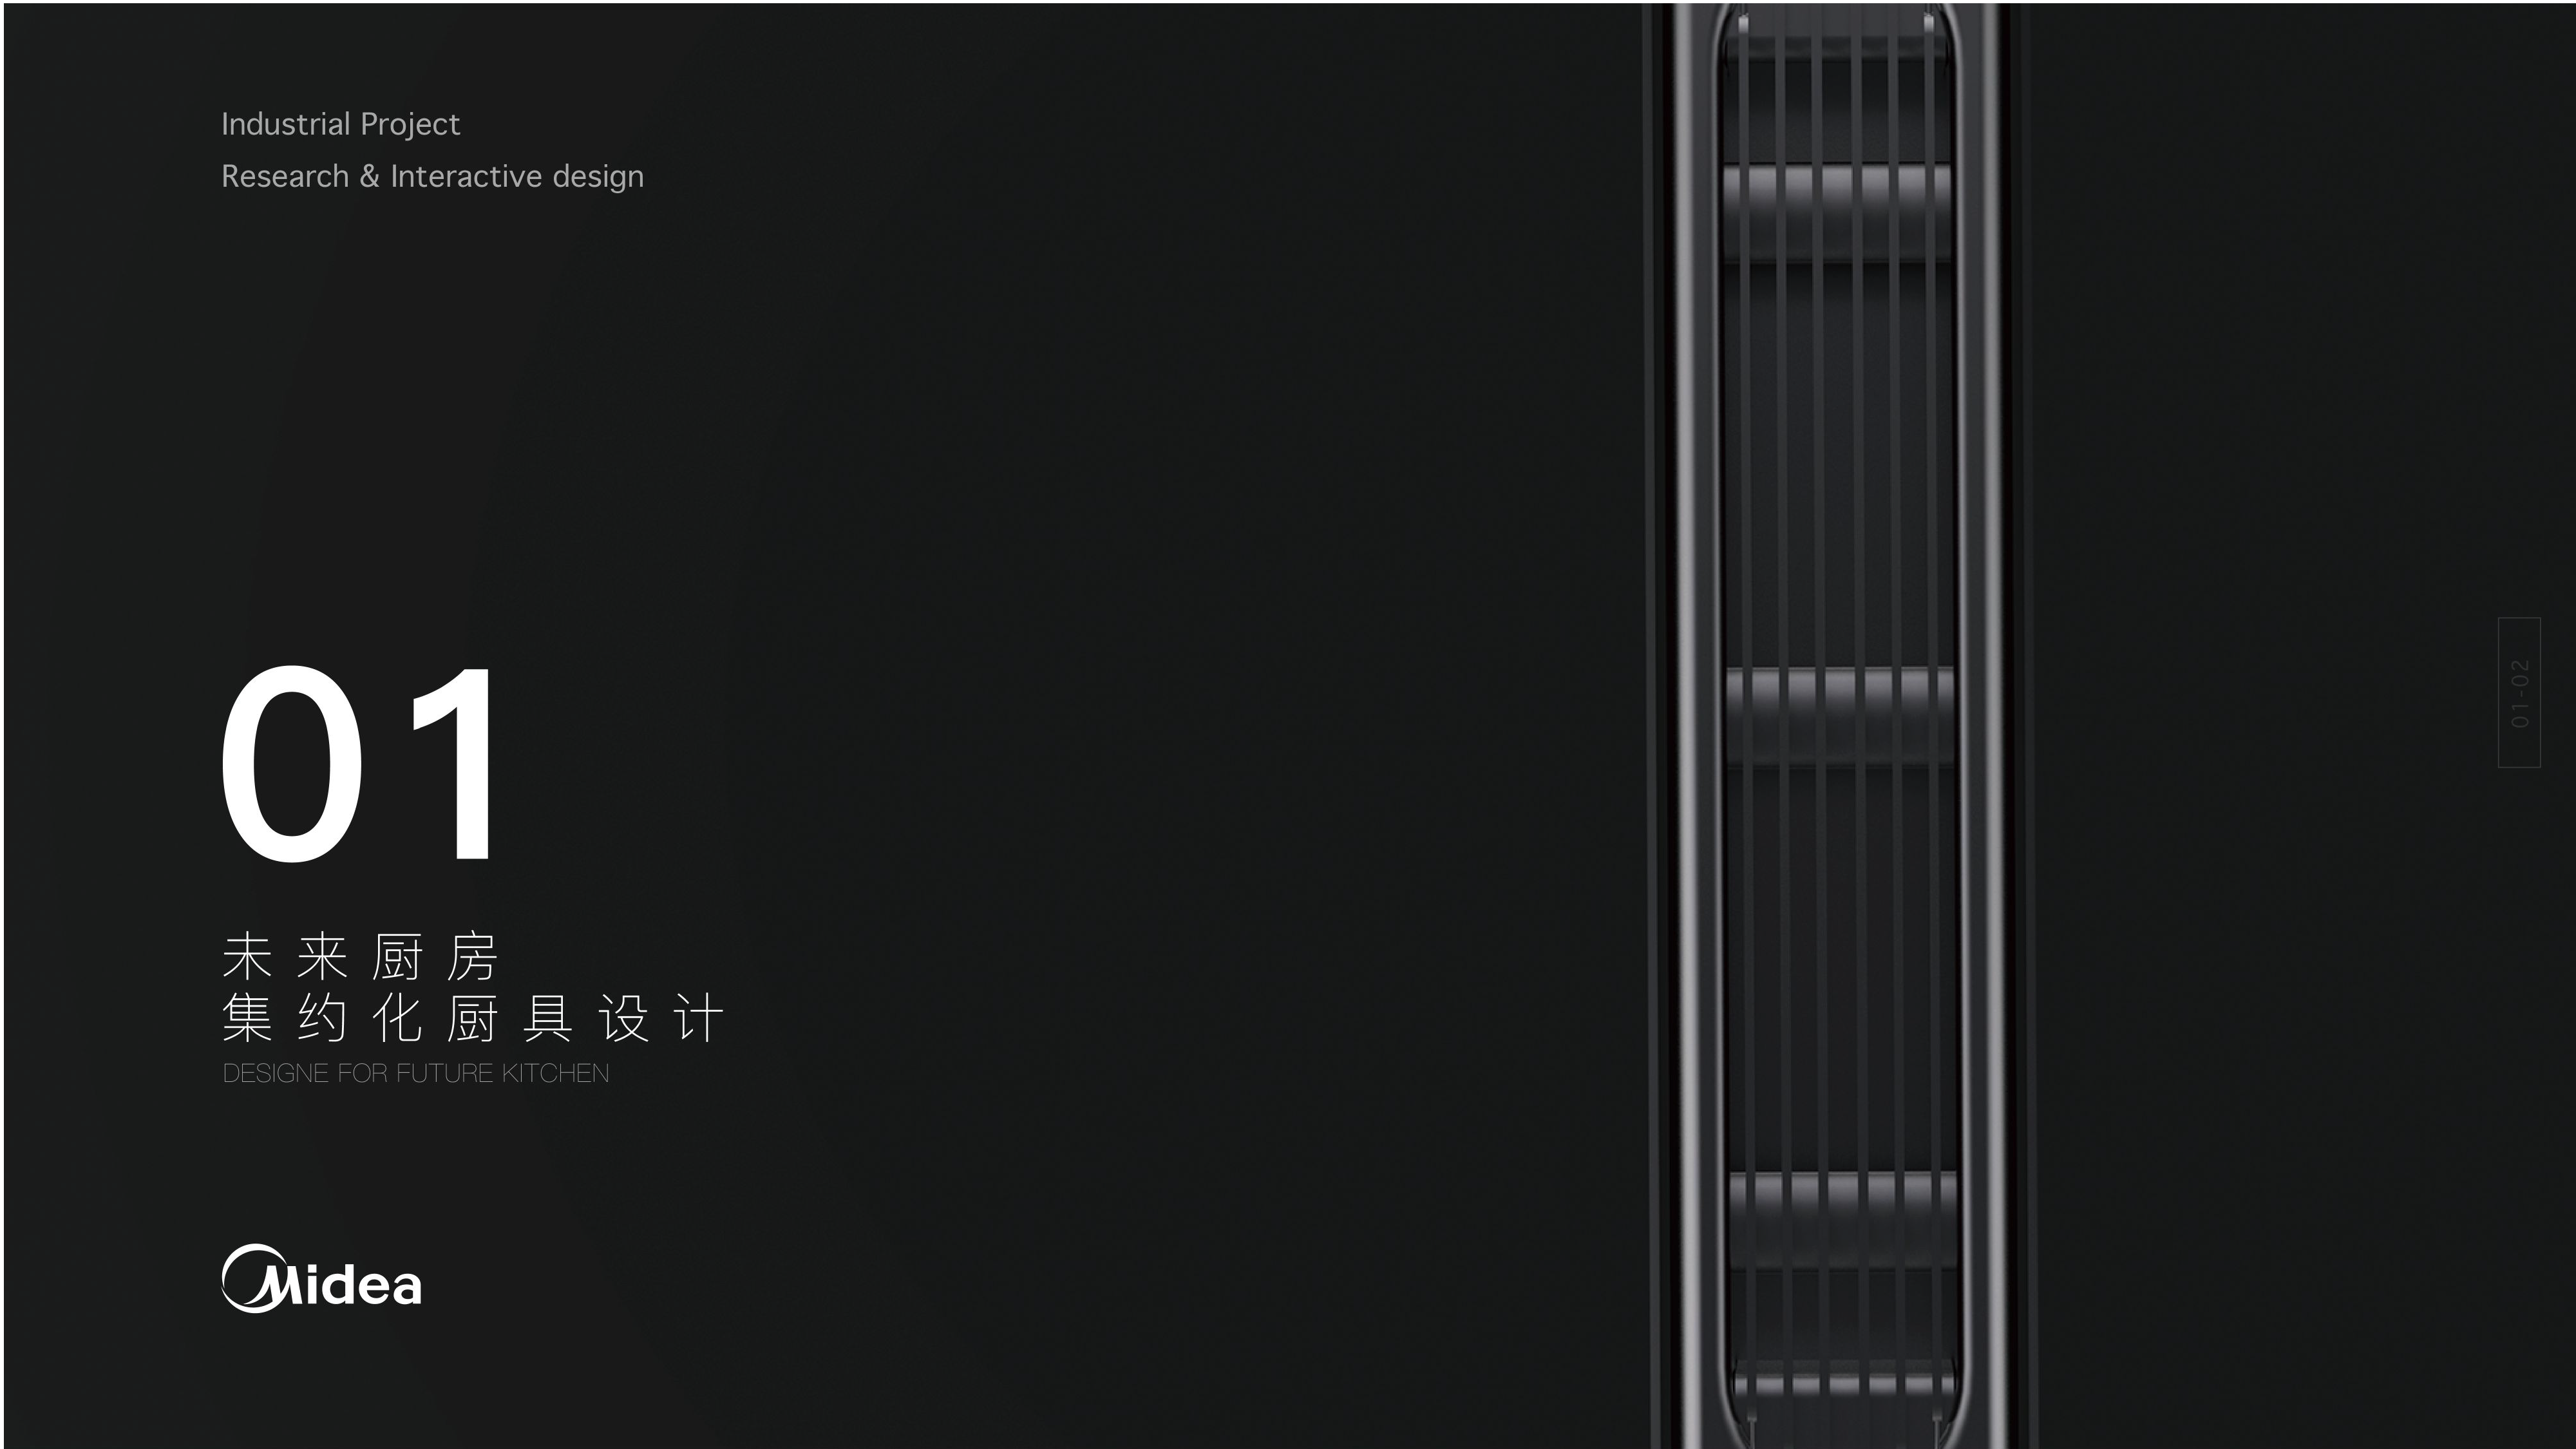 Industrial Project
Research & Interactive design
01
未来厨房
集约化厨具设计
DESIGNE FOR FUTURE KITCHEN
Midea
01-02